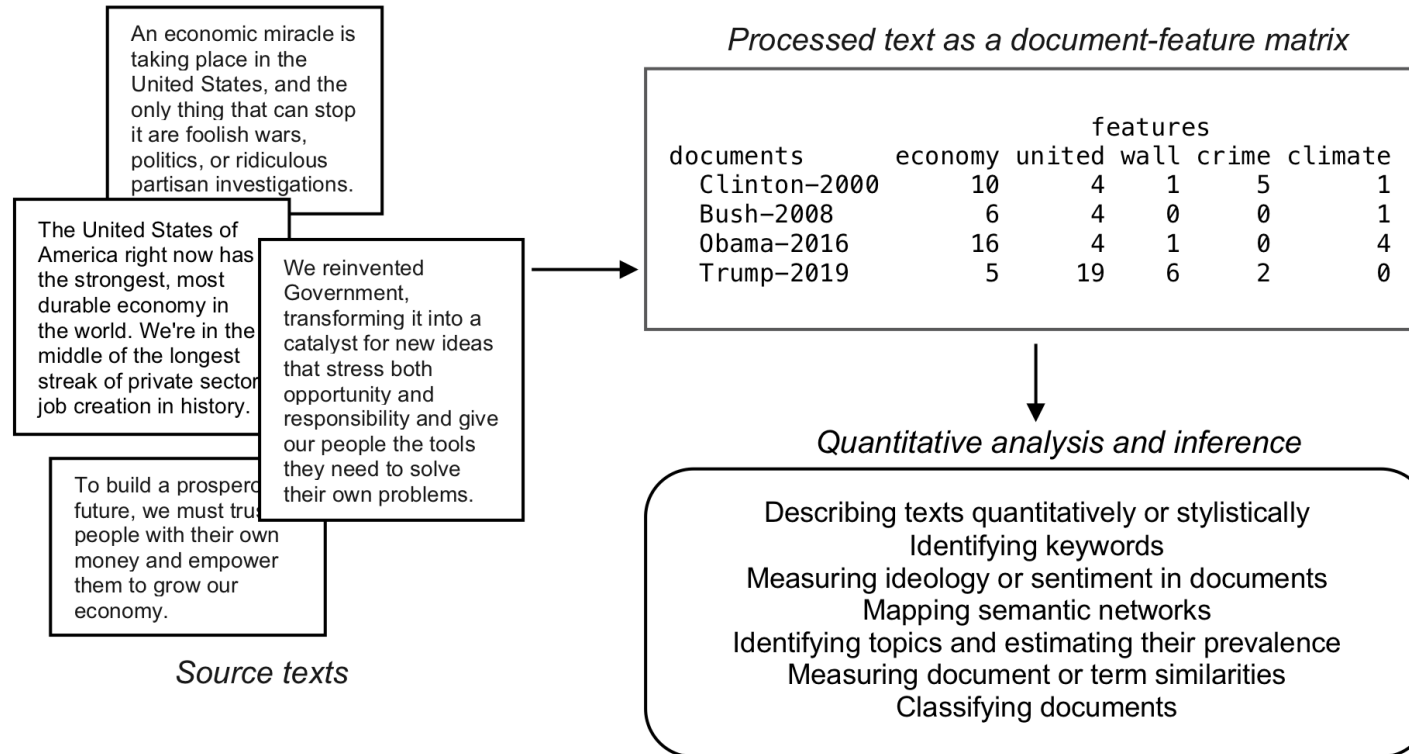 An economic miracle is
taking place in the
United States, and the
only thing that can stop
it are foolish wars,
politics, or ridiculous
partisan investigations.
The United States of
America right now has
the strongest, most
durable economy in
the world. We're in the
middle of the longest
streak of private sector
job creation in history.
We reinvented
Government,
transforming it into a
catalyst for new ideas
that stress both
opportunity and
responsibility and give
our people the tools
they need to solve
their own problems.
To build a
future, we must
people with their own
money and empower
them to grow our
economy.
Source texts
Processed text as a document-feature matrix
features
documents economy united wall crime climate
Clinton-2000 10 4 1 5 1
Bush-2008 6 4 0 0 1
Obama-2016 16 4 1 0 4
Trump-2019 5 19 6 2 0
Quantitative analysis and inference
Describing texts quantitatively or stylistically
Identifying keywords
Measuring ideology or sentiment in documents
Mapping semantic networks
Identifying topics and estimating their prevalence
Measuring document or term similarities
Classifying documents